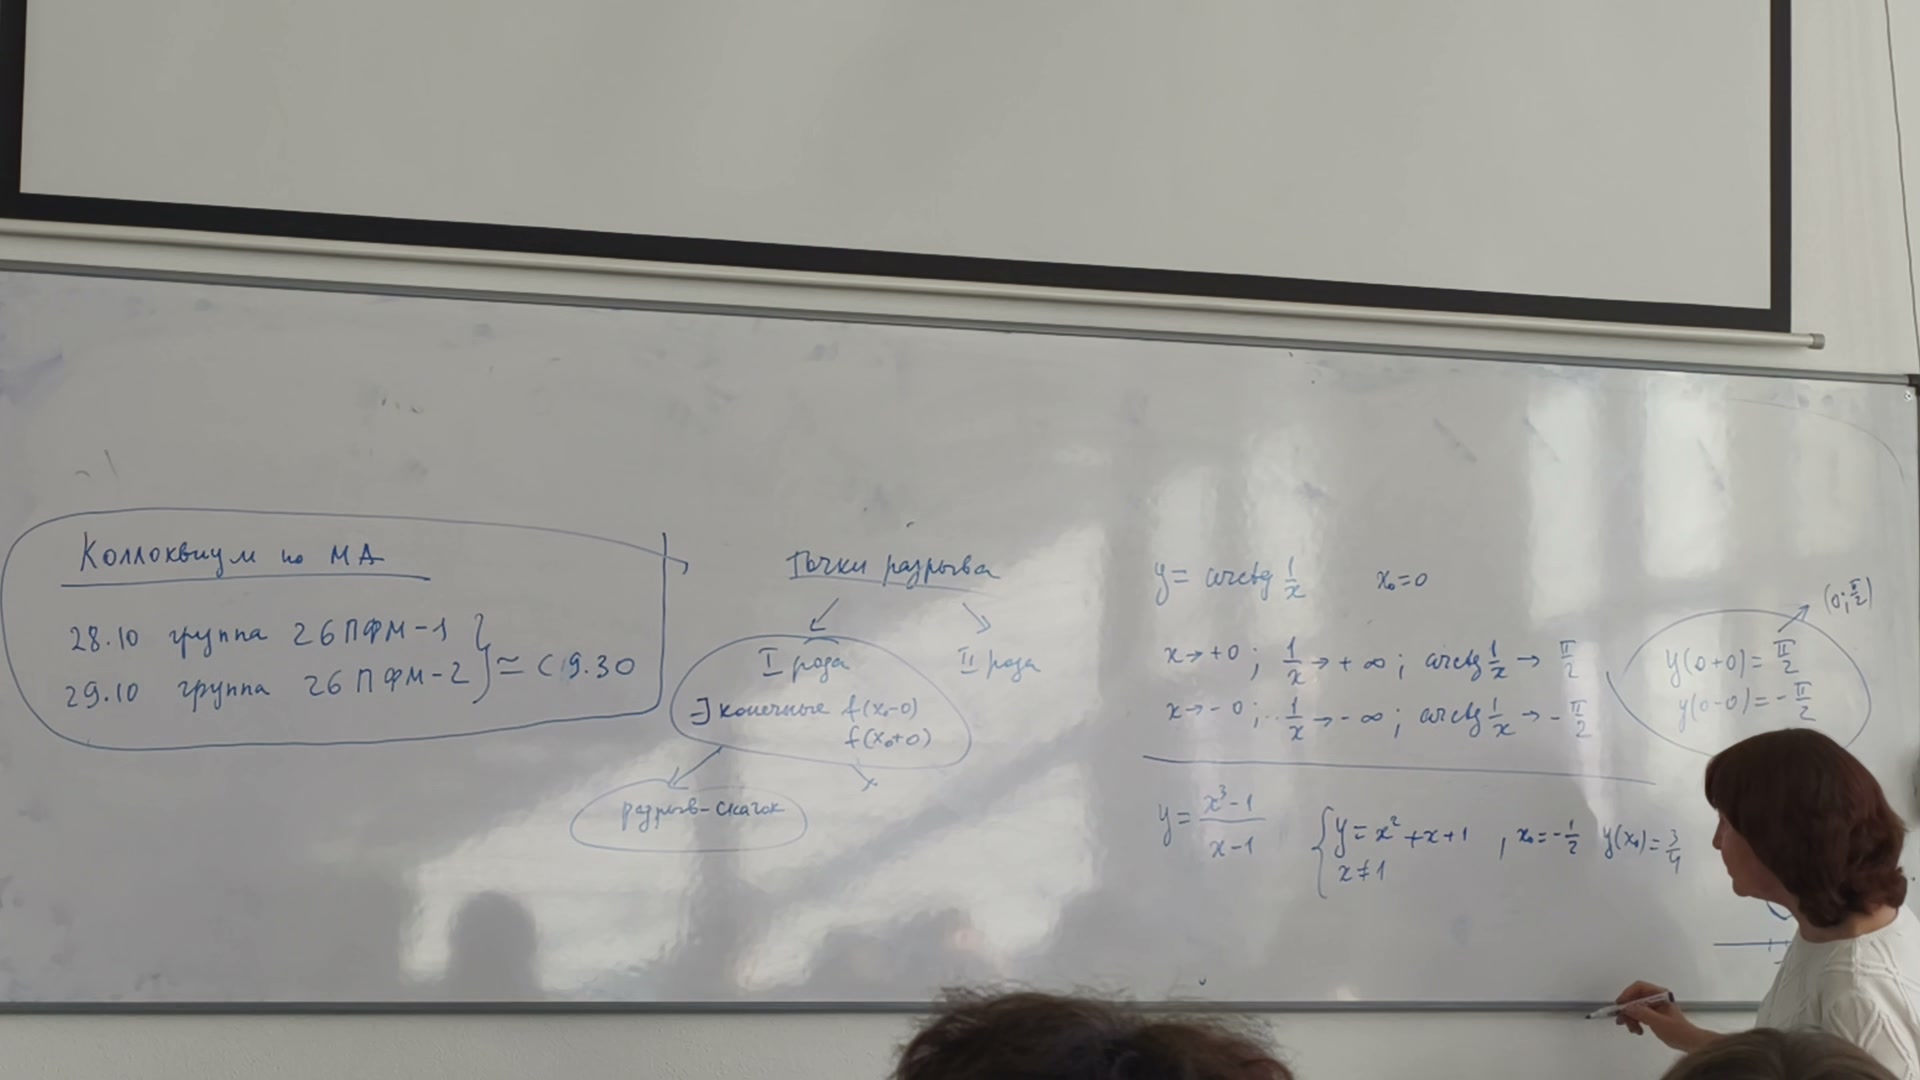 Коллоквиум по МА
28.10 группа 26ПФМ-1
29.10 группа 26ПФМ-2 } ≃ с 9.30
Точки разрыва
↙ ↘
I рода II рода
∃ конечные f(x₀-0)
f(x₀+0)
разрыв-скачок
y = arctg 1/x x₀=0
x→+0; 1/x → +∞; arctg 1/x → π/2
x→-0; 1/x → -∞; arctg 1/x → -π/2
y(0+0)= π/2 ↗ (0; π/2)
y(0-0)= -π/2
y = (x³-1)/(x-1) { y = x²+x+1 , x₀=-1/2 y(x₀)=3/4
x≠1